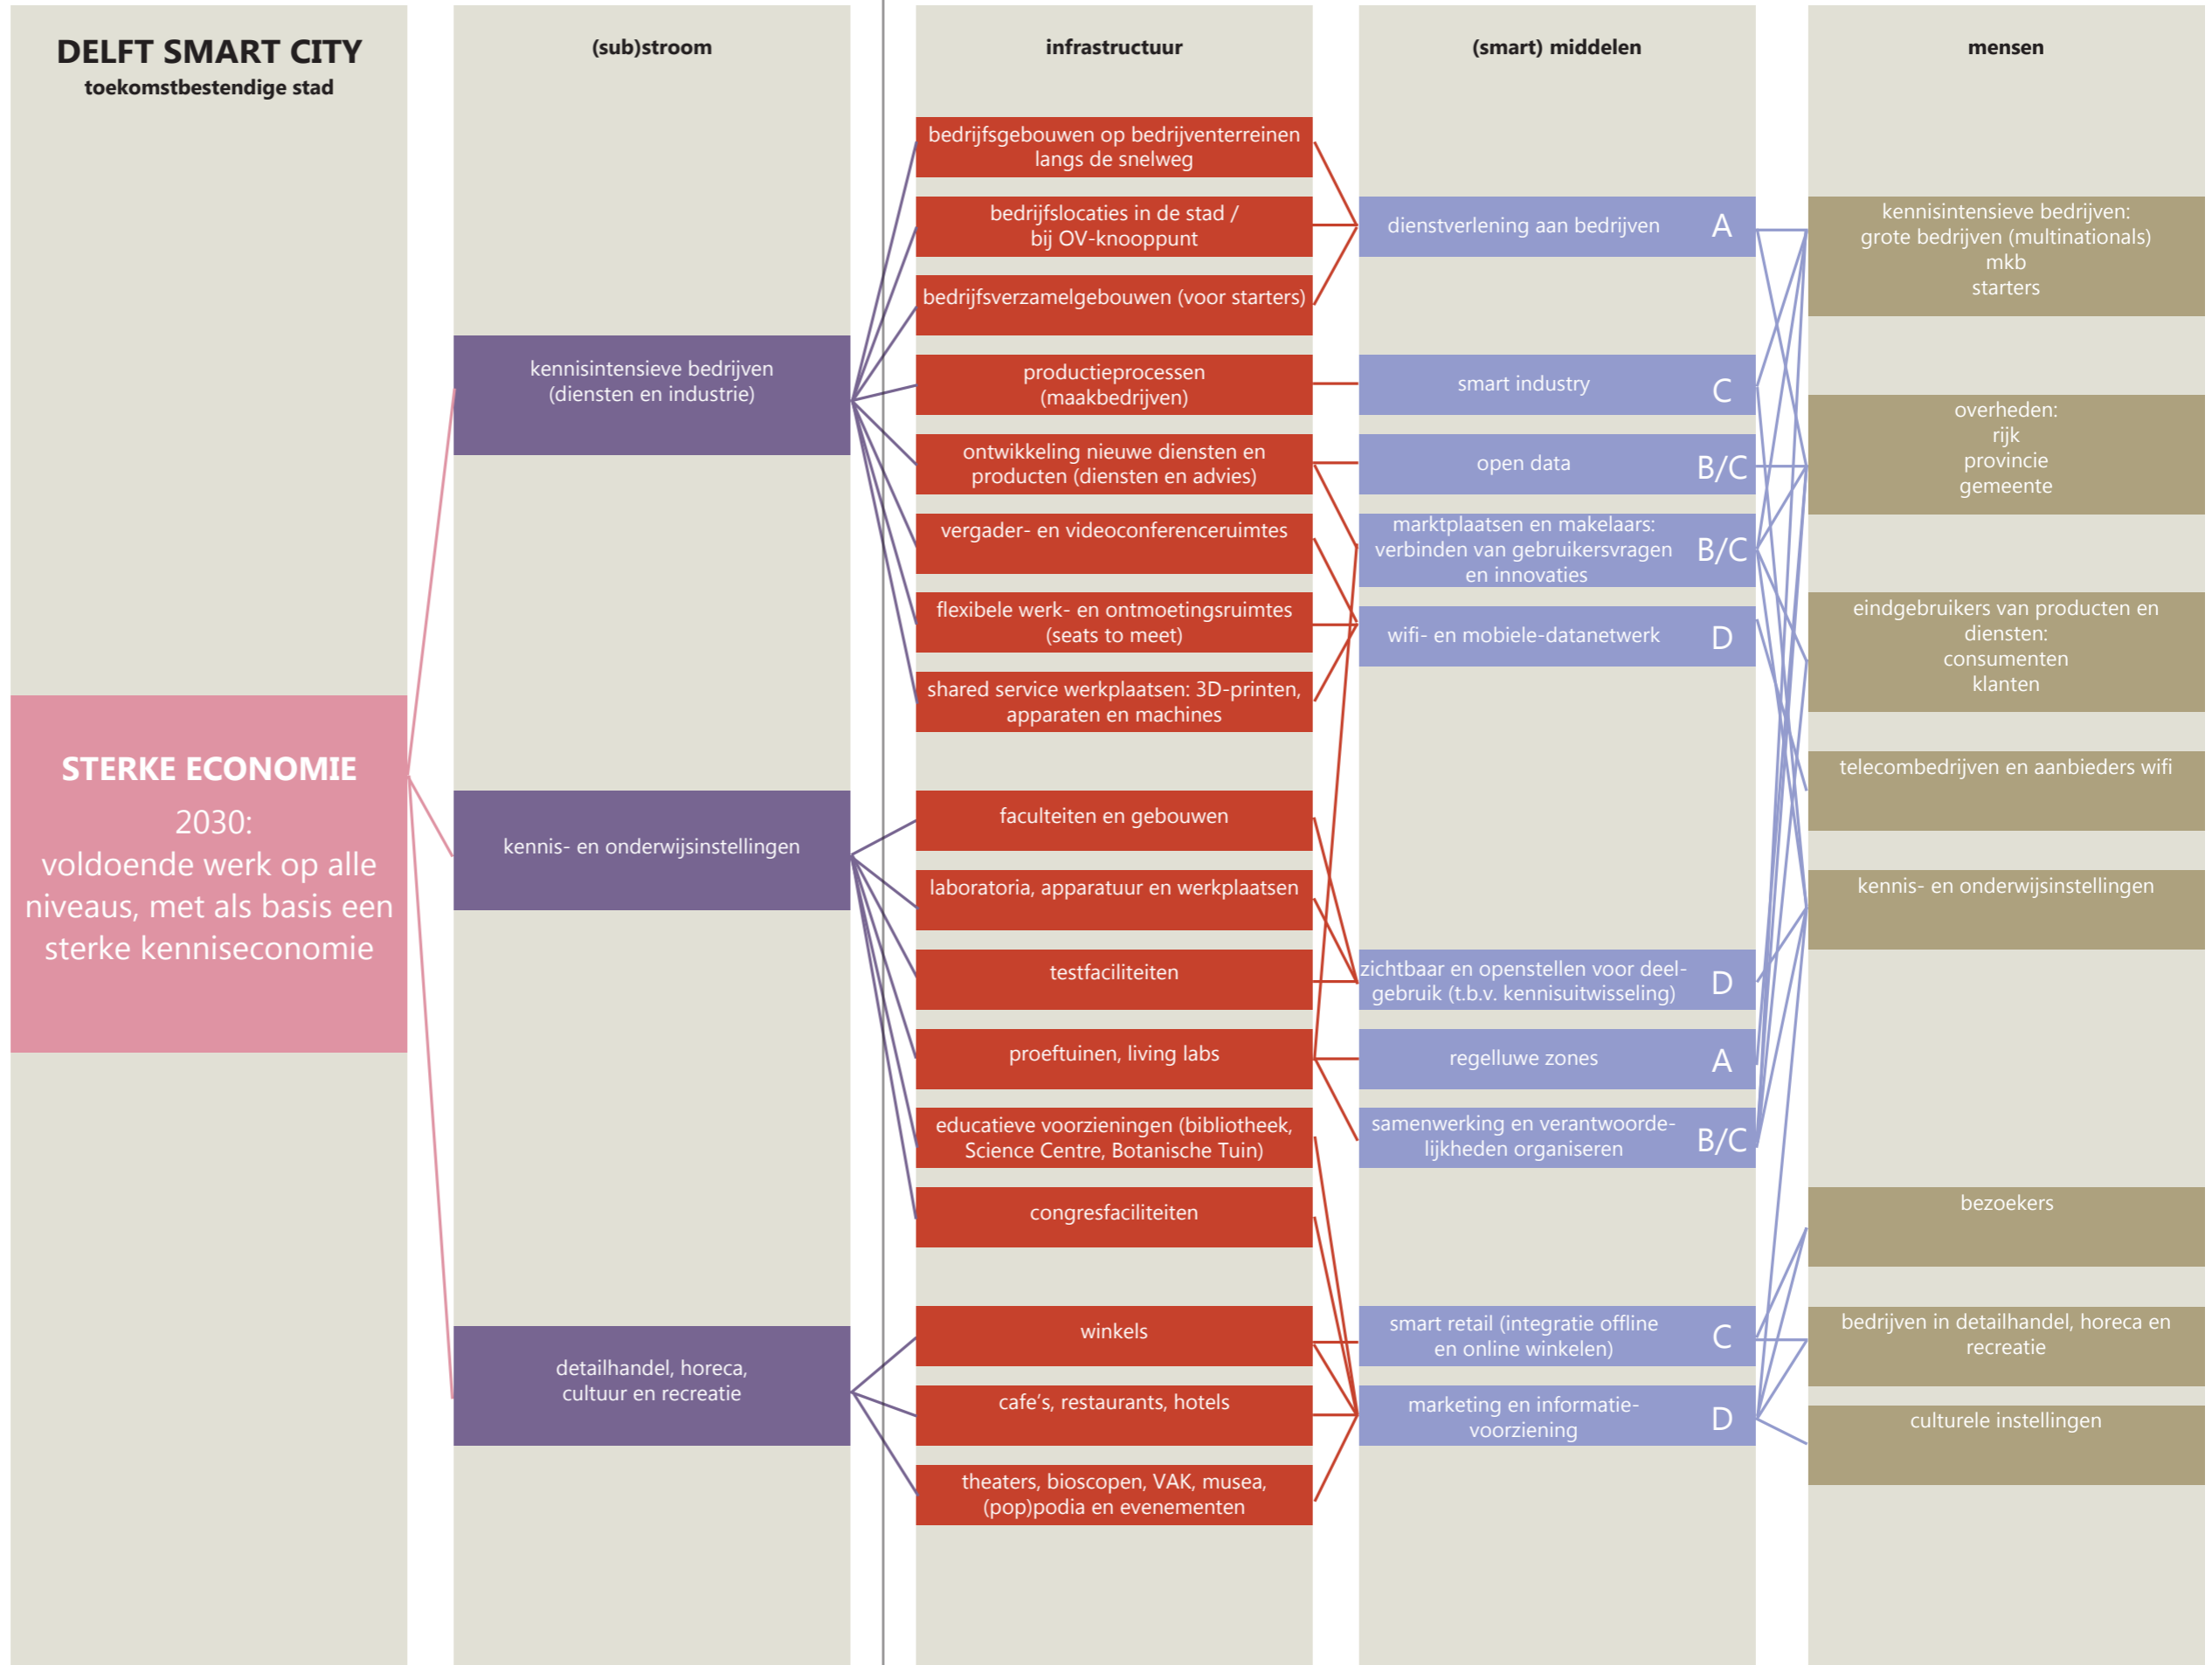 DELFT SMART CITY
toekomstbestendige stad
STERKE ECONOMIE
2030:
voldoende werk op alle
niveaus, met als basis een
sterke kenniseconomie
(sub)stroom
kennisintensieve bedrijven
(diensten en industrie)
kennis- en onderwijsinstellingen
detailhandel, horeca,
cultuur en recreatie
infrastructuur
bedrijfsgebouwen op bedrijventerreinen
langs de snelweg
bedrijfslocaties in de stad /
bij OV-knooppunt
bedrijfsverzamelgebouwen (voor starters)
productieprocessen
(maakbedrijven)
ontwikkeling nieuwe diensten en
producten (diensten en advies)
vergader- en videoconferenceruimtes
flexibele werk- en ontmoetingsruimtes
(seats to meet)
shared service werkplaatsen: 3D-printen,
apparaten en machines
faculteiten en gebouwen
laboratoria, apparatuur en werkplaatsen
testfaciliteiten
proeftuinen, living labs
educatieve voorzieningen (bibliotheek,
Science Centre, Botanische Tuin)
congresfaciliteiten
winkels
cafe's, restaurants, hotels
theaters, bioscopen, VAK, musea,
(pop)podia en evenementen
(smart) middelen
dienstverlening aan bedrijven A
smart industry C
open data B/C
marktplaatsen en makelaars:
verbinden van gebruikersvragen B/C
en innovaties
wifi- en mobiele-datanetwerk D
zichtbaar en openstellen voor deel-
gebruik (t.b.v. kennisuitwisseling) D
regelluwe zones A
samenwerking en verantwoorde-
lijkheden organiseren B/C
smart retail (integratie offline
en online winkelen) C
marketing en informatie-
voorziening D
mensen
kennisintensieve bedrijven:
grote bedrijven (multinationals)
mkb
starters
overheden:
rijk
provincie
gemeente
eindgebruikers van producten en
diensten:
consumenten
klanten
telecombedrijven en aanbieders wifi
kennis- en onderwijsinstellingen
bezoekers
bedrijven in detailhandel, horeca en
recreatie
culturele instellingen